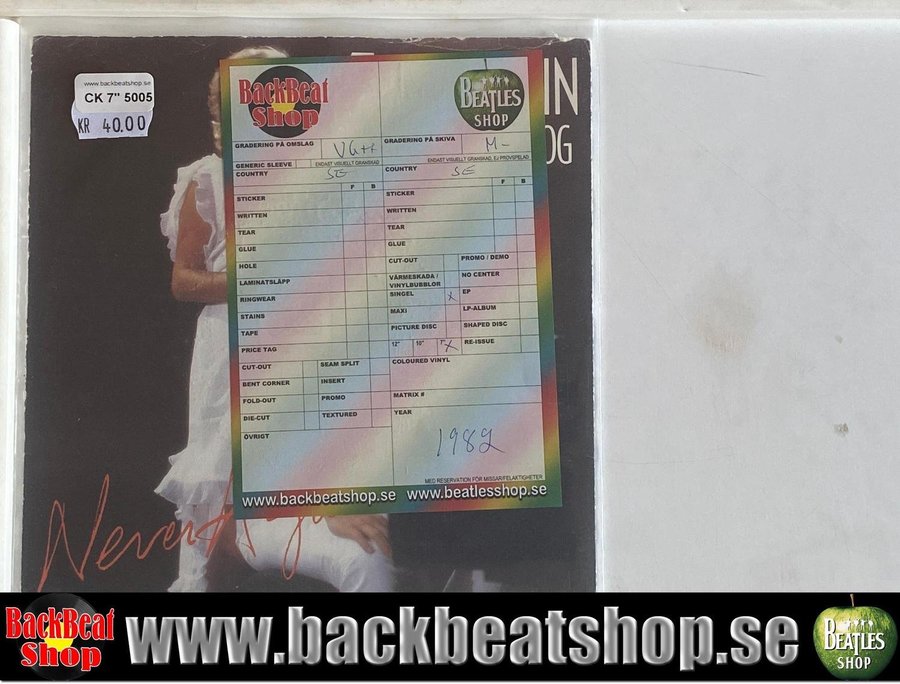 www.backbeatshop.se
CK 7" 5005
KR 40.00
IN
OG
BackBeat
Shop
BEATLES
SHOP
GRADERING PÅ OMSLAG VG++
GRADERING PÅ SKIVA M-
GENERIC SLEEVE
ENDAST VISUELLT GRANSKAD
ENDAST VISUELLT GRANSKAD, EJ PROVSPELAD
COUNTRY SE
COUNTRY SE
F B
F B
STICKER
WRITTEN
TEAR
GLUE
HOLE
LAMINATSLÄPP
RINGWEAR
STAINS
TAPE
PRICE TAG
CUT-OUT SEAM SPLIT
BENT CORNER INSERT
FOLD-OUT PROMO
DIE-CUT TEXTURED
ÖVRIGT
STICKER
WRITTEN
TEAR
GLUE
CUT-OUT PROMO / DEMO
VÄRMESKADA /
VINYLBUBBLOR
NO CENTER
SINGEL X EP
MAXI LP-ALBUM
PICTURE DISC SHAPED DISC
12" 10" 7" X RE-ISSUE
COLOURED VINYL
MATRIX #
YEAR
1982
MED RESERVATION FÖR MISSAR/FELAKTIGHETER
www.backbeatshop.se www.beatlesshop.se
Never
BackBeat
Shop
www.backbeatshop.se
BEATLES
SHOP